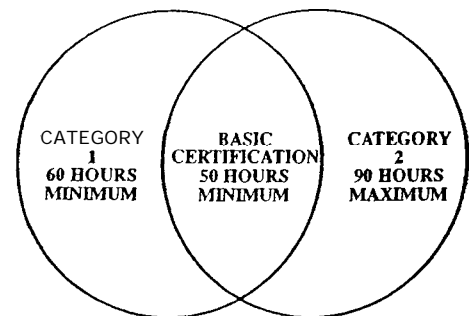 CATEGORY
1
60 HOURS
MINIMUM
BASIC
CERTIFICATION
50 HOURS
MINIMUM
CATEGORY
2
90 HOURS
MAXIMUM